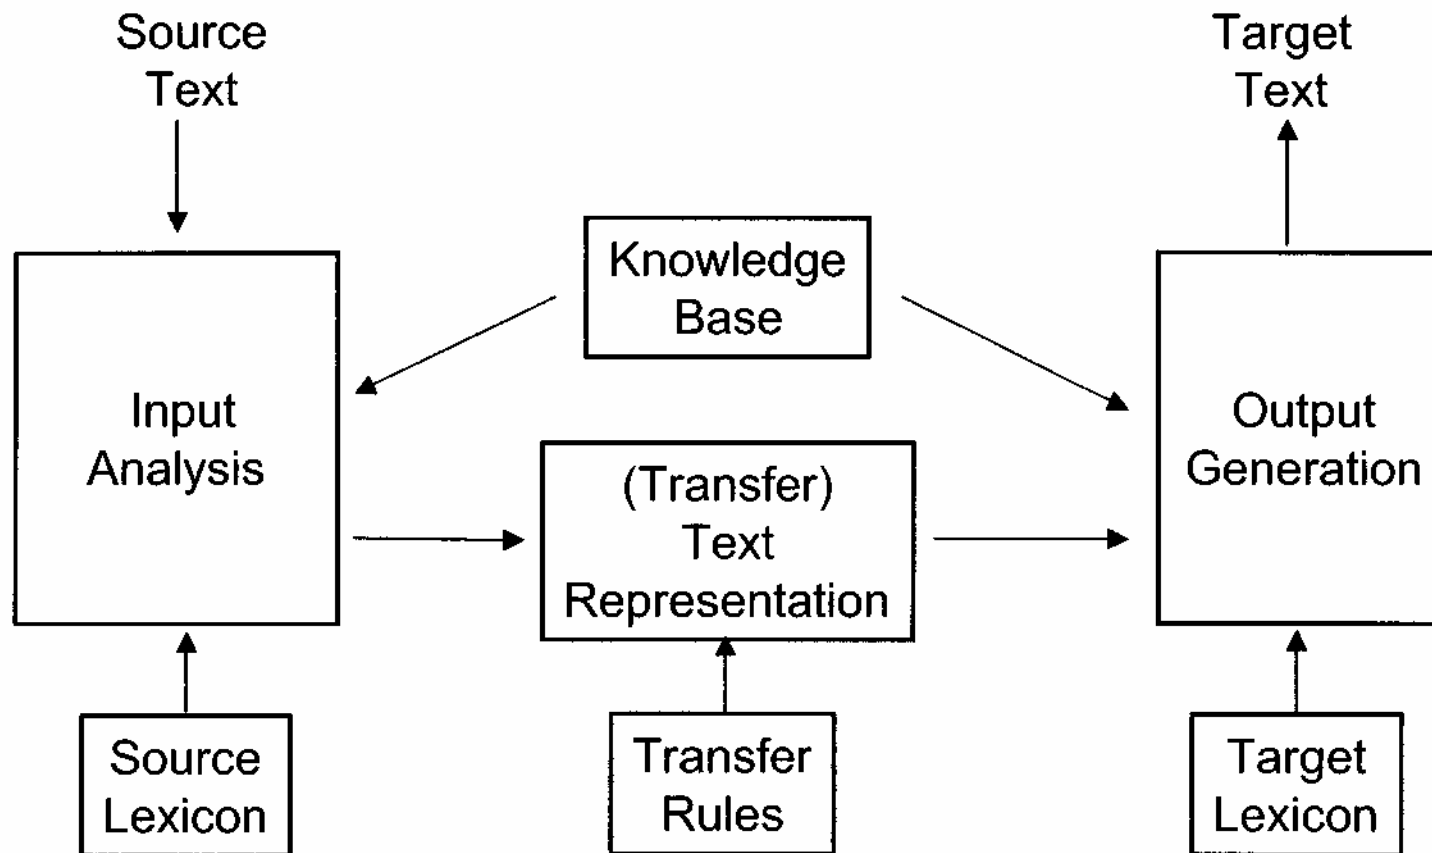 Source
Text
Target
Text
Knowledge
Base
Input
Analysis
(Transfer)
Text
Representation
Output
Generation
Source
Lexicon
Transfer
Rules
Target
Lexicon